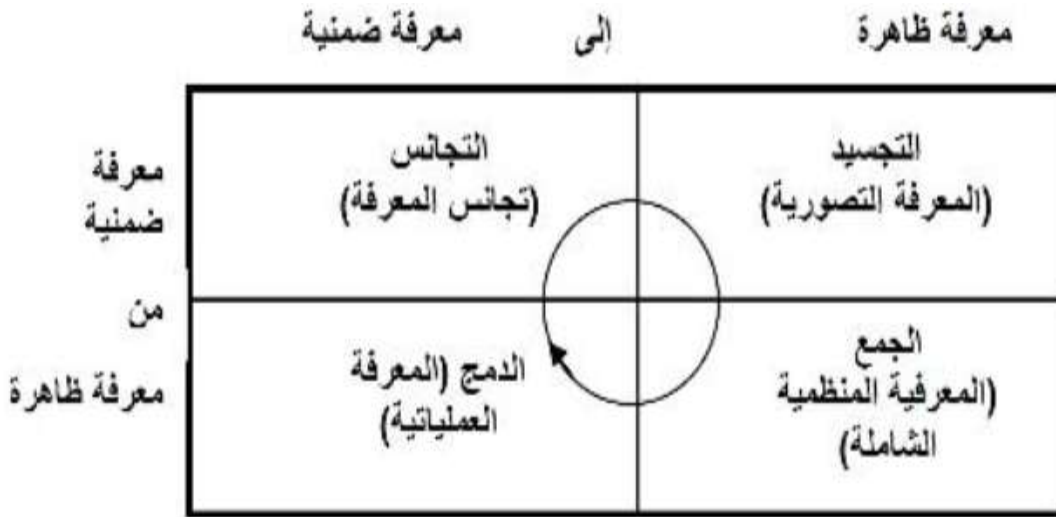 معرفة ظاهرة إلى معرفة ضمنية
التجسيد
(المعرفة التصورية)
التجانس
(تجانس المعرفة)
معرفة
ضمنية
من
معرفة ظاهرة
الجمع
(المعرفية المنظمية
الشاملة)
الدمج (المعرفة
العملياتية)